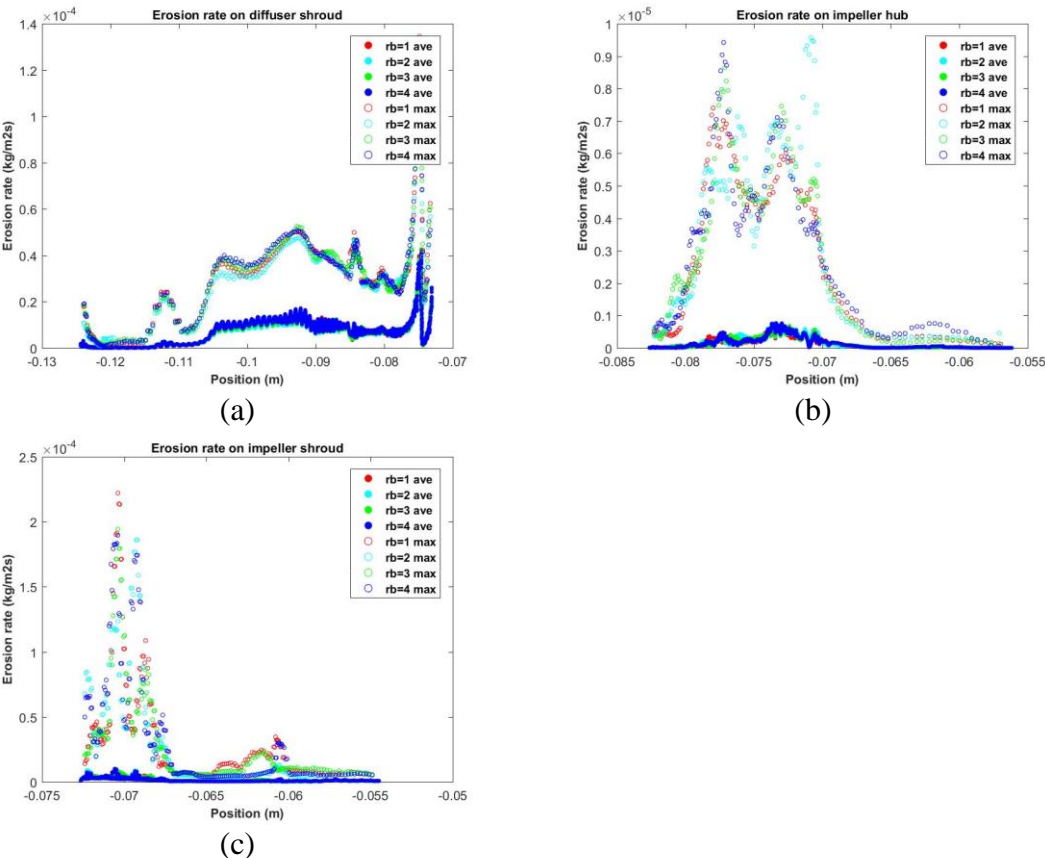 Erosion rate on diffuser shroud
×10⁻⁴
1.4
1.2
1
0.8
0.6
0.4
0.2
0
Erosion rate (kg/m2s)
rb=1 ave
rb=2 ave
rb=3 ave
rb=4 ave
rb=1 max
rb=2 max
rb=3 max
rb=4 max
-0.13 -0.12 -0.11 -0.1 -0.09 -0.08 -0.07
Position (m)
(a)
Erosion rate on impeller hub
×10⁻⁵
1
0.9
0.8
0.7
0.6
0.5
0.4
0.3
0.2
0.1
0
Erosion rate (kg/m2s)
rb=1 ave
rb=2 ave
rb=3 ave
rb=4 ave
rb=1 max
rb=2 max
rb=3 max
rb=4 max
-0.085 -0.08 -0.075 -0.07 -0.065 -0.06 -0.055
Position (m)
(b)
Erosion rate on impeller shroud
×10⁻⁴
2.5
2
1.5
1
0.5
0
Erosion rate (kg/m2s)
rb=1 ave
rb=2 ave
rb=3 ave
rb=4 ave
rb=1 max
rb=2 max
rb=3 max
rb=4 max
-0.075 -0.07 -0.065 -0.06 -0.055 -0.05
Position (m)
(c)